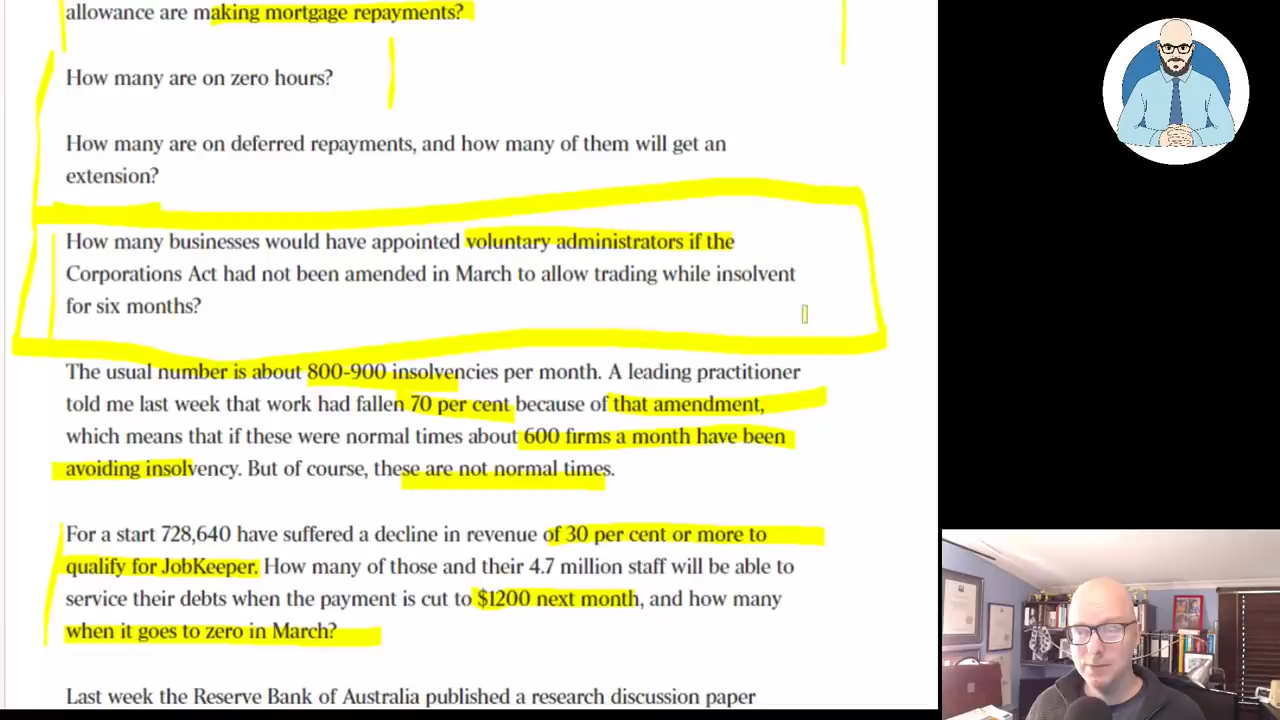 allowance are making mortgage repayments?
How many are on zero hours?
How many are on deferred repayments, and how many of them will get an
extension?
How many businesses would have appointed voluntary administrators if the
Corporations Act had not been amended in March to allow trading while insolvent
for six months?
The usual number is about 800-900 insolvencies per month. A leading practitioner
told me last week that work had fallen 70 per cent because of that amendment,
which means that if these were normal times about 600 firms a month have been
avoiding insolvency. But of course, these are not normal times.
For a start 728,640 have suffered a decline in revenue of 30 per cent or more to
qualify for JobKeeper. How many of those and their 4.7 million staff will be able to
service their debts when the payment is cut to $1200 next month, and how many
when it goes to zero in March?
Last week the Reserve Bank of Australia published a research discussion paper